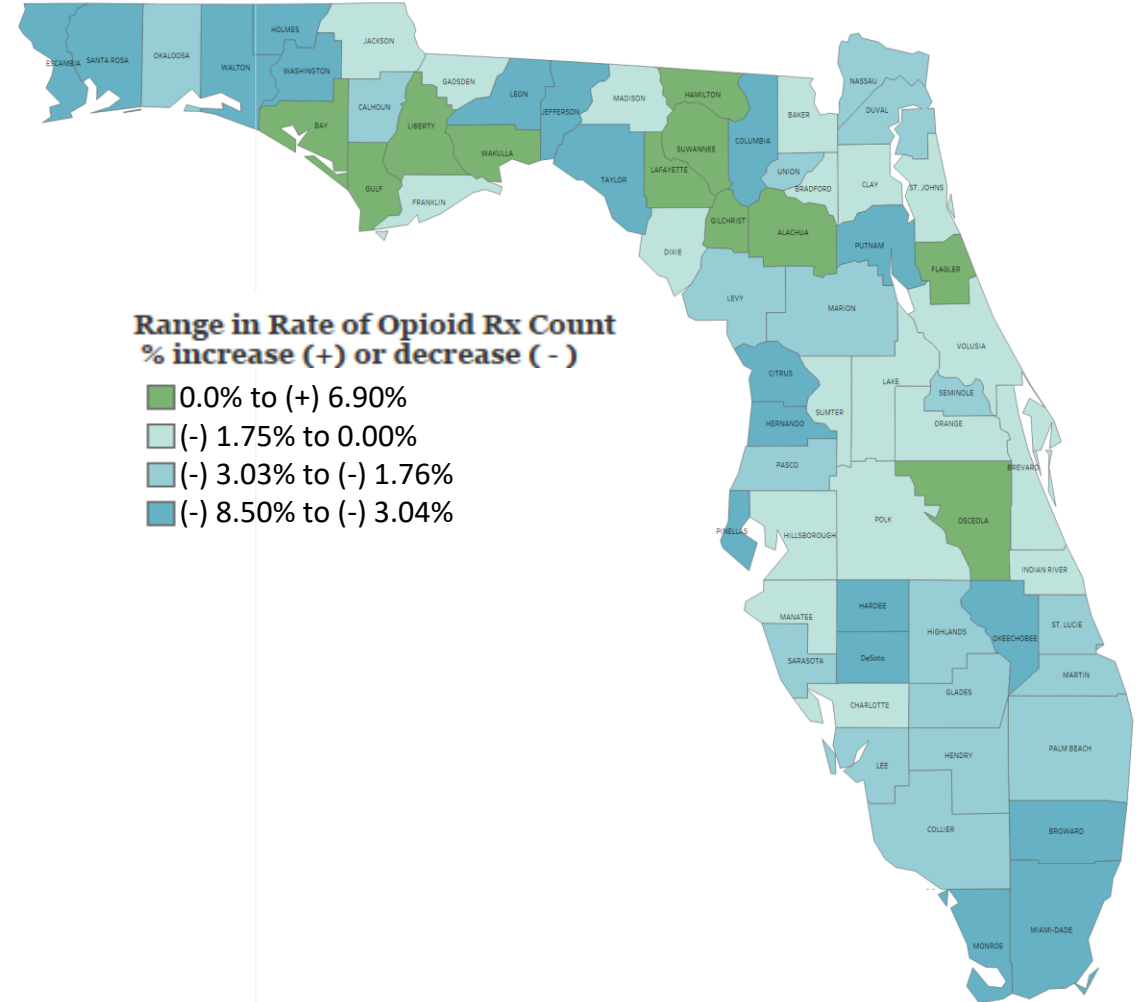 HOLMES
JACKSON
ESCAMBIA
SANTA ROSA
OKALOOSA
WALTON
WASHINGTON
CALHOUN
GADSDEN
LEON
JEFFERSON
MADISON
HAMILTON
NASSAU
DUVAL
BAKER
COLUMBIA
BAY
LIBERTY
WAKULLA
SUWANNEE
LAFAYETTE
TAYLOR
UNION
BRADFORD
CLAY
ST. JOHNS
GULF
FRANKLIN
GILCHRIST
ALACHUA
PUTNAM
DIXIE
FLAGLER
LEVY
MARION
Range in Rate of Opioid Rx Count
% increase (+) or decrease ( - )
0.0% to (+) 6.90%
(-) 1.75% to 0.00%
(-) 3.03% to (-) 1.76%
(-) 8.50% to (-) 3.04%
VOLUSIA
CITRUS
LAKE
SEMINOLE
SUMTER
HERNANDO
ORANGE
PASCO
BREVARD
PINELLAS
HILLSBOROUGH
POLK
OSCEOLA
INDIAN RIVER
MANATEE
HARDEE
HIGHLANDS
OKEECHOBEE
ST. LUCIE
SARASOTA
DeSoto
MARTIN
CHARLOTTE
GLADES
LEE
HENDRY
PALM BEACH
COLLIER
BROWARD
MONROE
MIAMI-DADE